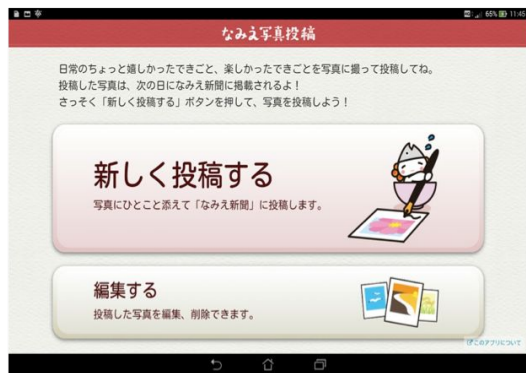 65% 11:45
なみえ写真投稿
日常のちょっと嬉しかったできごと、楽しかったできごとを写真に撮って投稿してね。
投稿した写真は、次の日になみえ新聞に掲載されるよ！
さっそく「新しく投稿する」ボタンを押して、写真を投稿しよう！
新しく投稿する
写真にひとこと添えて「なみえ新聞」に投稿します。
編集する
投稿した写真を編集、削除できます。
このアプリについて